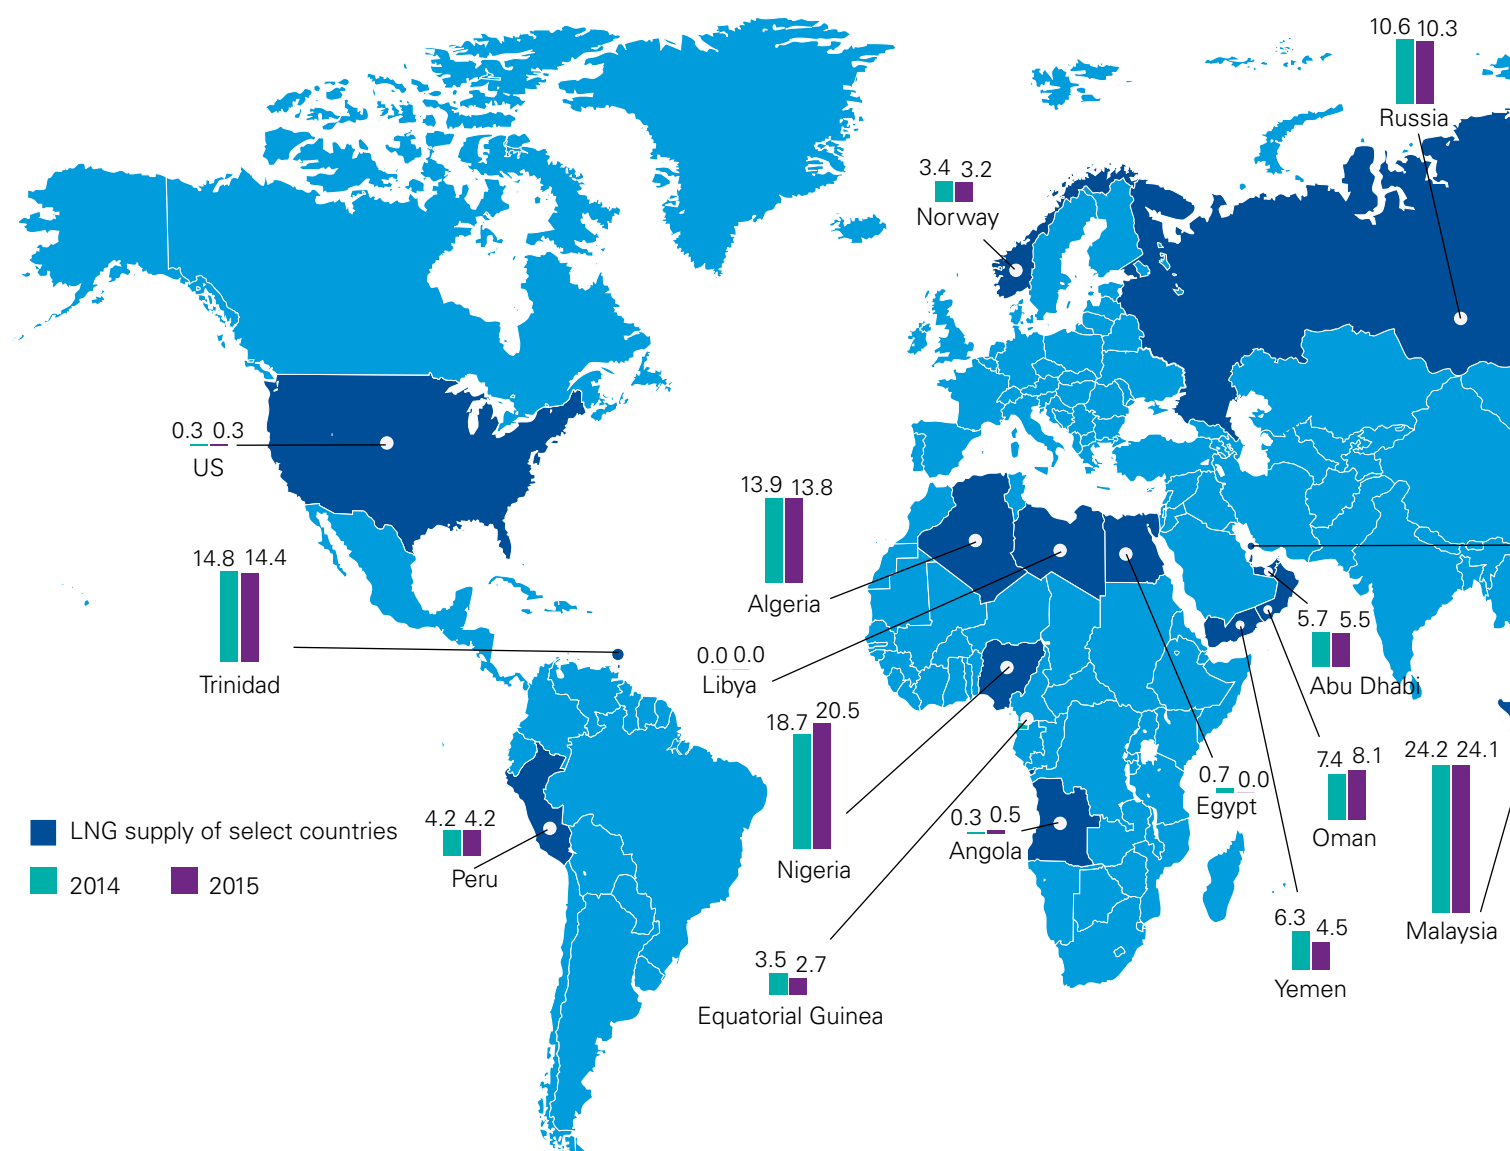 10.6 10.3
Russia
3.4 3.2
Norway
0.3 0.3
US
13.9 13.8
Algeria
14.8 14.4
Trinidad
0.0 0.0
Libya
5.7 5.5
Abu Dhabi
18.7 20.5
Nigeria
0.7 0.0
Egypt
7.4 8.1
Oman
24.2 24.1
Malaysia
4.2 4.2
Peru
0.3 0.5
Angola
LNG supply of select countries
2014 2015
6.3 4.5
Yemen
3.5 2.7
Equatorial Guinea